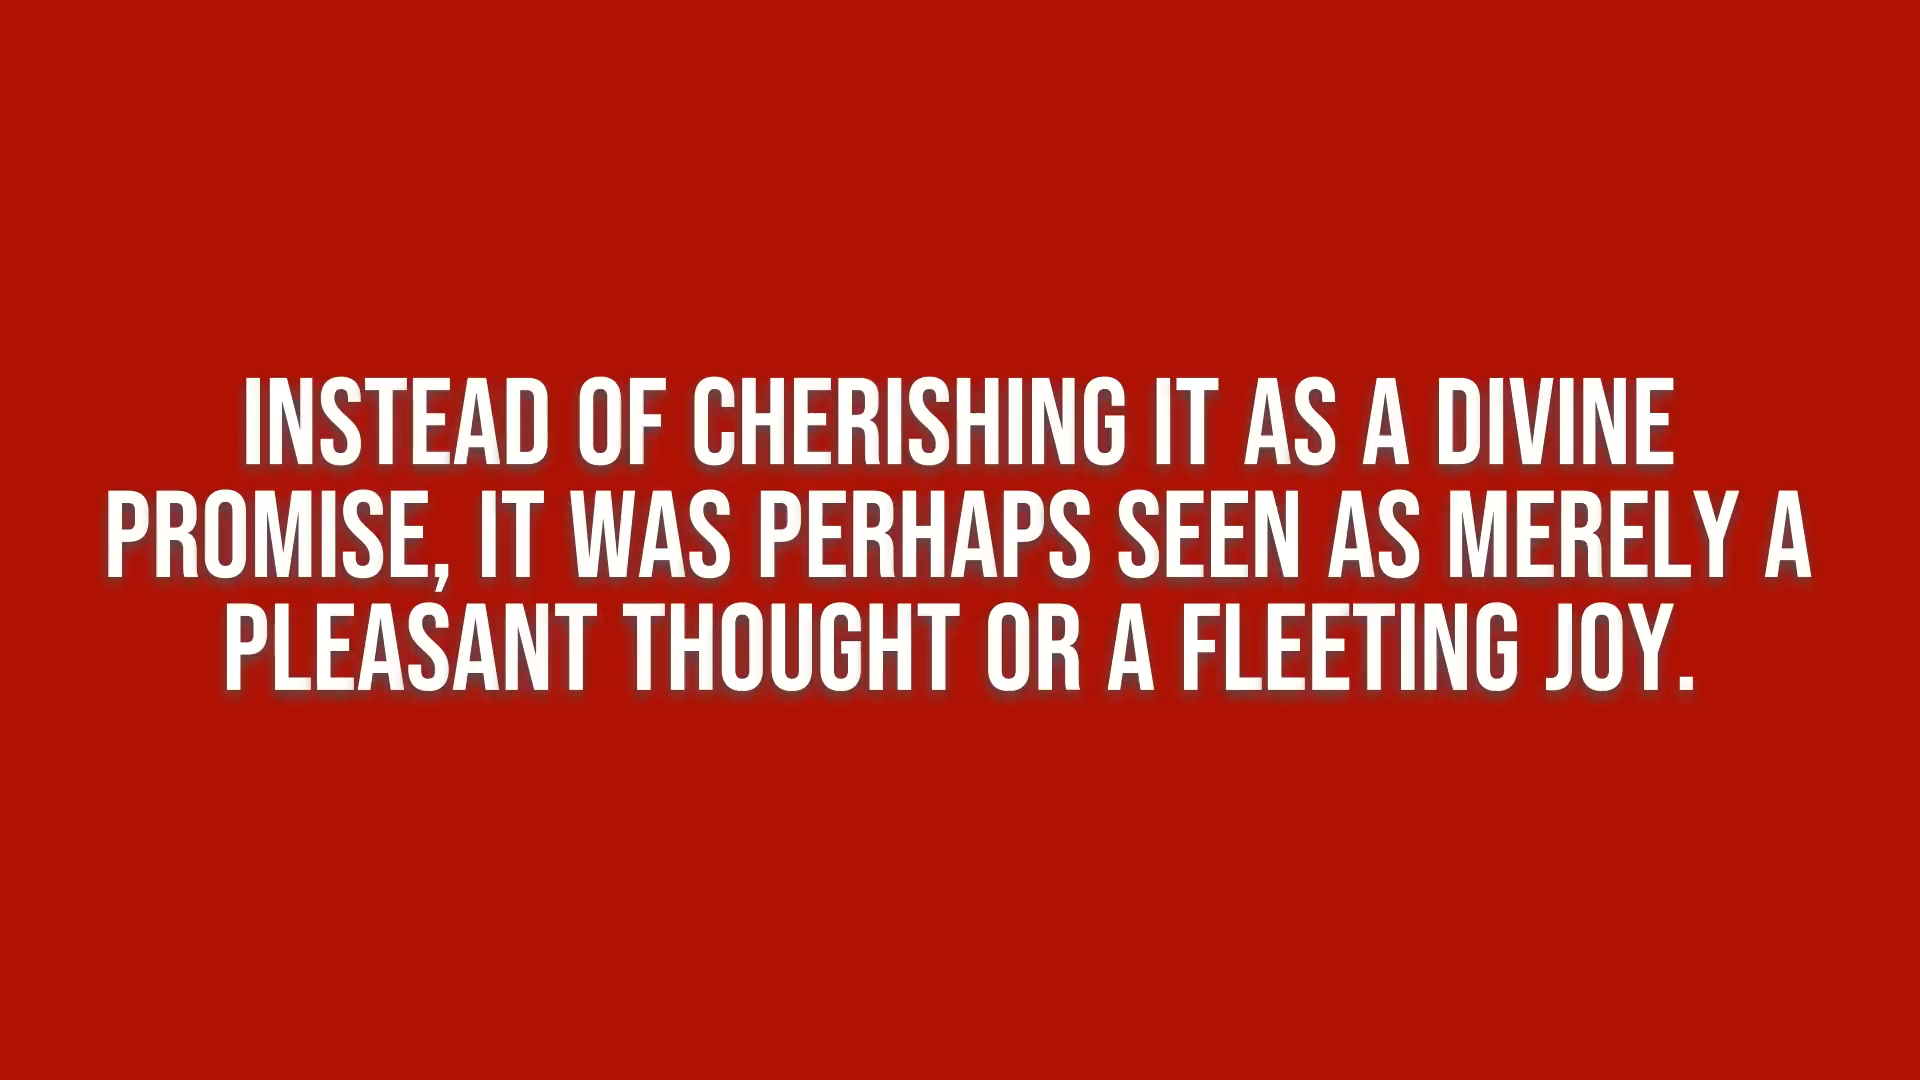 INSTEAD OF CHERISHING IT AS A DIVINE
PROMISE, IT WAS PERHAPS SEEN AS MERELY A
PLEASANT THOUGHT OR A FLEETING JOY.